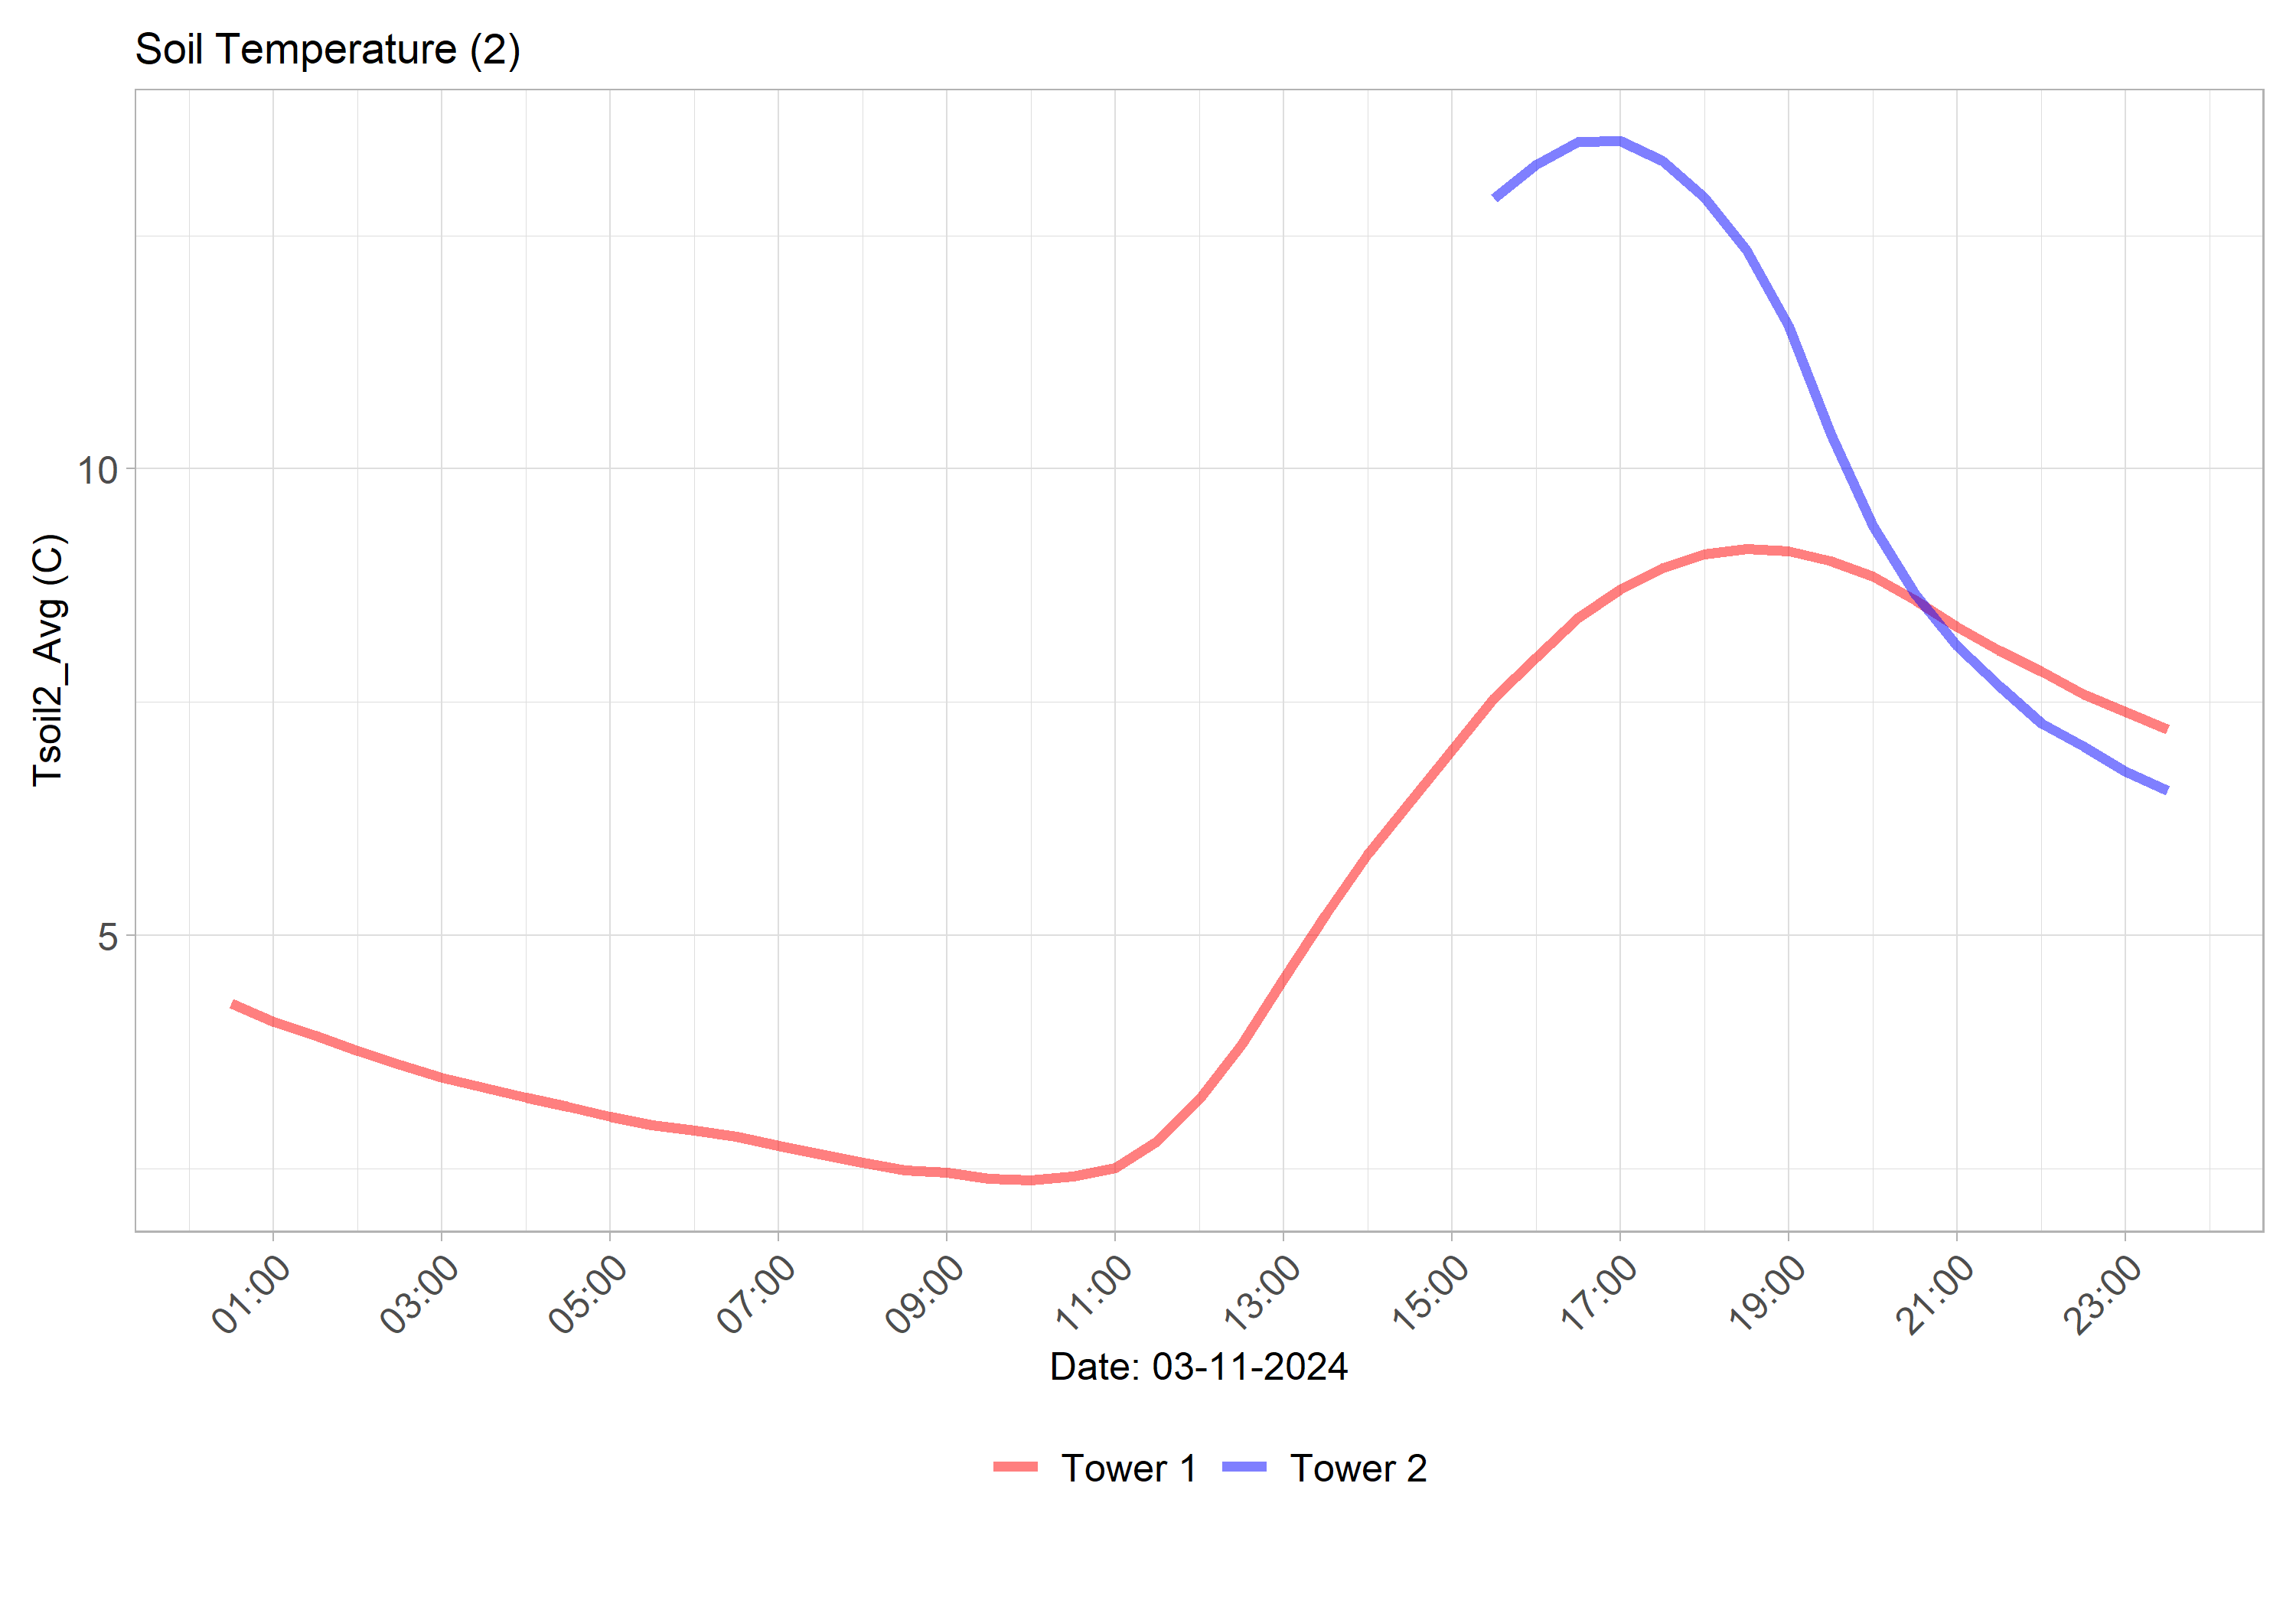 Soil Temperature (2)
Tsoil2_Avg (C)
10
5
01:00 03:00 05:00 07:00 09:00 11:00 13:00 15:00 17:00 19:00 21:00 23:00
Date: 03-11-2024
Tower 1 Tower 2